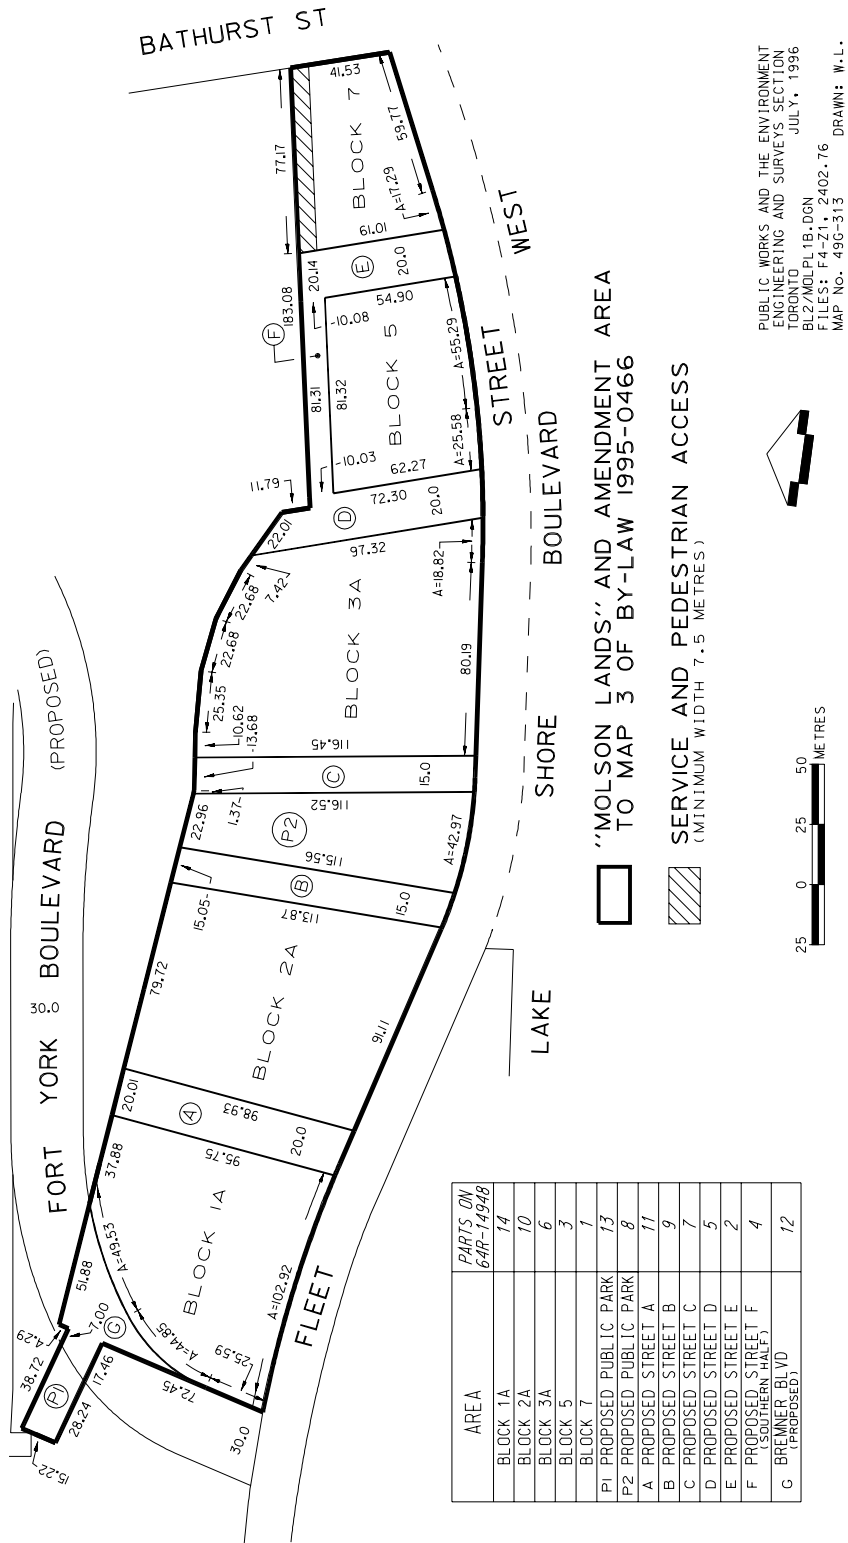 BATHURST ST
41.53
77.17
BLOCK 7
59.77
A=17.29
61.01
20.14
E
20.0
F
183.08
54.90
10.08
81.31
81.32
BLOCK 5
A=55.29
A=25.58
10.03
62.27
11.79
72.30
20.0
D
22.01
97.32
7.42
22.68
22.68
25.35
10.62
13.68
BLOCK 3A
A=18.82
80.19
116.45
C
15.0
116.52
1.37
22.96
P2
A=42.97
115.56
B
15.0
15.05
113.87
79.72
BLOCK 2A
91.11
20.01
A
98.93
20.0
95.75
37.88
A=49.53
BLOCK 1A
A=102.92
51.88
7.00
G
4.29
A=44.85
25.59
72.45
38.72
17.46
P1
28.24
15.22
30.0
FORT YORK BOULEVARD (PROPOSED)
30.0
FLEET STREET WEST
LAKE SHORE BOULEVARD
"MOLSON LANDS" AND AMENDMENT AREA
TO MAP 3 OF BY-LAW 1995-0466
SERVICE AND PEDESTRIAN ACCESS
(MINIMUM WIDTH 7.5 METRES)
25 0 25 50 METRES
PUBLIC WORKS AND THE ENVIRONMENT
ENGINEERING AND SURVEYS SECTION
TORONTO JULY, 1996
BL2/MOLPL1B.DGN
FILES: F4-Z1, 2402.76
MAP No. 49G-313 DRAWN: W.L.
AREA PARTS ON 64R-14948
BLOCK 1A 14
BLOCK 2A 10
BLOCK 3A 6
BLOCK 5 3
BLOCK 7 1
P1 PROPOSED PUBLIC PARK 13
P2 PROPOSED PUBLIC PARK 8
A PROPOSED STREET A 11
B PROPOSED STREET B 9
C PROPOSED STREET C 7
D PROPOSED STREET D 5
E PROPOSED STREET E 2
F PROPOSED STREET F (SOUTHERN HALF) 4
G BREMNER BLVD (PROPOSED) 12